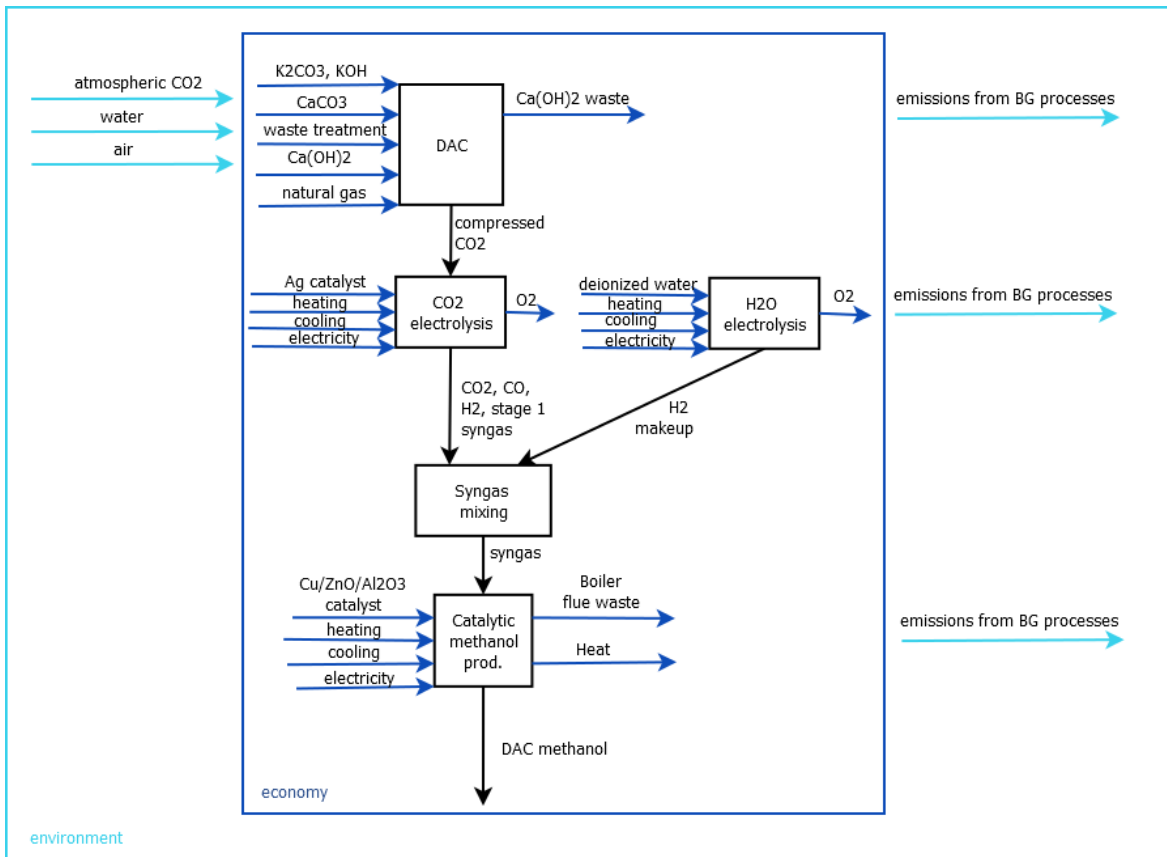 atmospheric CO2
water
air
K2CO3, KOH
CaCO3
waste treatment
Ca(OH)2
natural gas
DAC
Ca(OH)2 waste
emissions from BG processes
compressed
CO2
Ag catalyst
heating
cooling
electricity
CO2
electrolysis
O2
deionized water
heating
cooling
electricity
H2O
electrolysis
O2
emissions from BG processes
CO2, CO,
H2, stage 1
syngas
H2
makeup
Syngas
mixing
syngas
Cu/ZnO/Al2O3
catalyst
heating
cooling
electricity
Catalytic
methanol
prod.
Boiler
flue waste
Heat
emissions from BG processes
DAC methanol
economy
environment